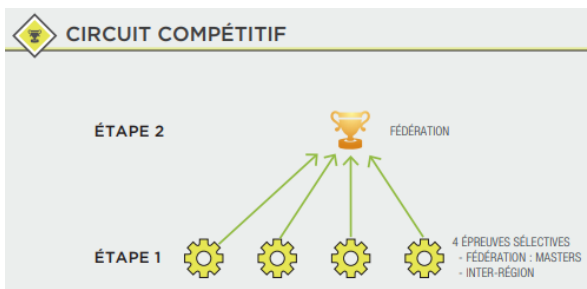 CIRCUIT COMPÉTITIF
ÉTAPE 2
FÉDÉRATION
ÉTAPE 1
4 ÉPREUVES SÉLECTIVES
- FÉDÉRATION : MASTERS
- INTER-RÉGION